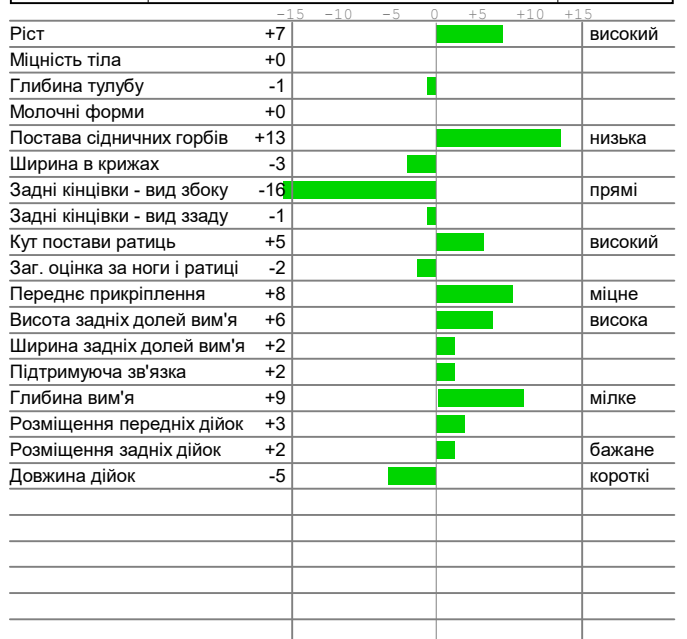 -15 -10 -5 0 +5 +10 +15
Ріст +7 високий
Міцність тіла +0
Глибина тулубу -1
Молочні форми +0
Постава сідничних горбів +13 низька
Ширина в крижах -3
Задні кінцівки - вид збоку -16 прямі
Задні кінцівки - вид ззаду -1
Кут постави ратиць +5 високий
Заг. оцінка за ноги і ратиці -2
Переднє прикріплення +8 міцне
Висота задніх долей вим'я +6 висока
Ширина задніх долей вим'я +2
Підтримуюча зв'язка +2
Глибина вим'я +9 мілке
Розміщення передніх дійок +3
Розміщення задніх дійок +2 бажане
Довжина дійок -5 короткі